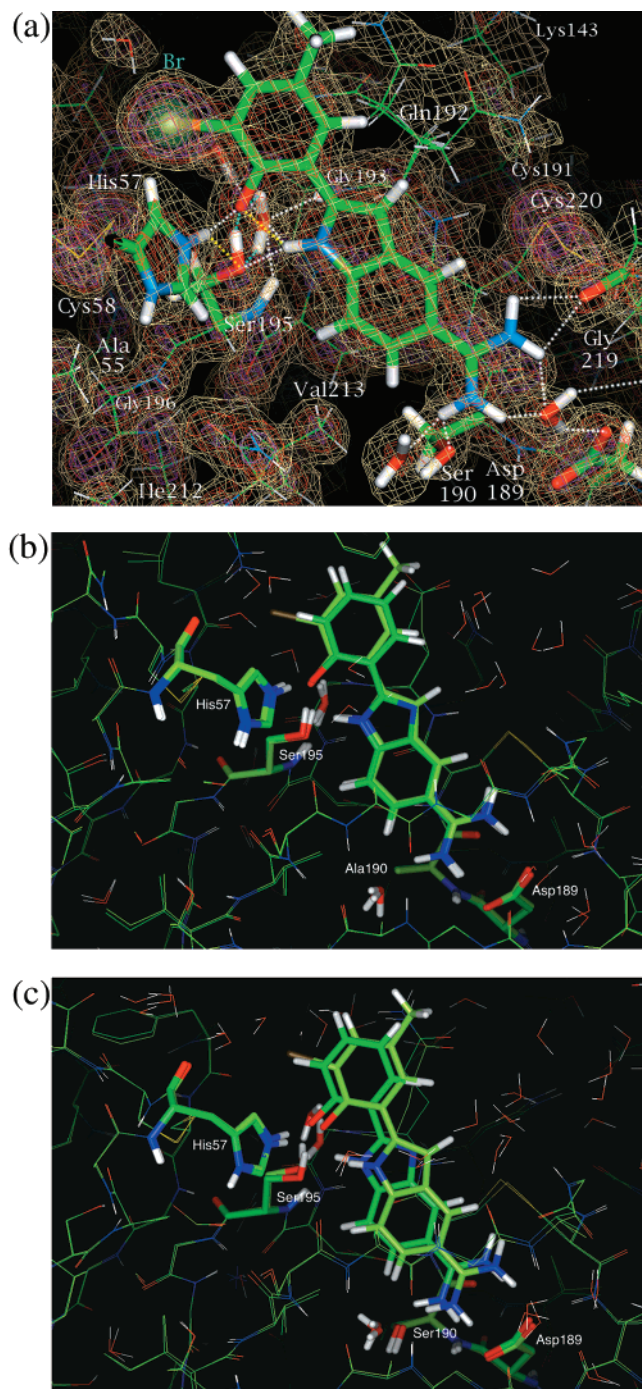 (a)
Lys143
Br
Gln192
His57
Gly193
Cys191
Cys220
Cys58
Ser195
Ala
55
Gly
219
Val213
Gly196
Ser
190
Asp
189
Ile212
(b)
His57
Ser195
Ala190
Asp189
(c)
His57
Ser195
Ser190
Asp189